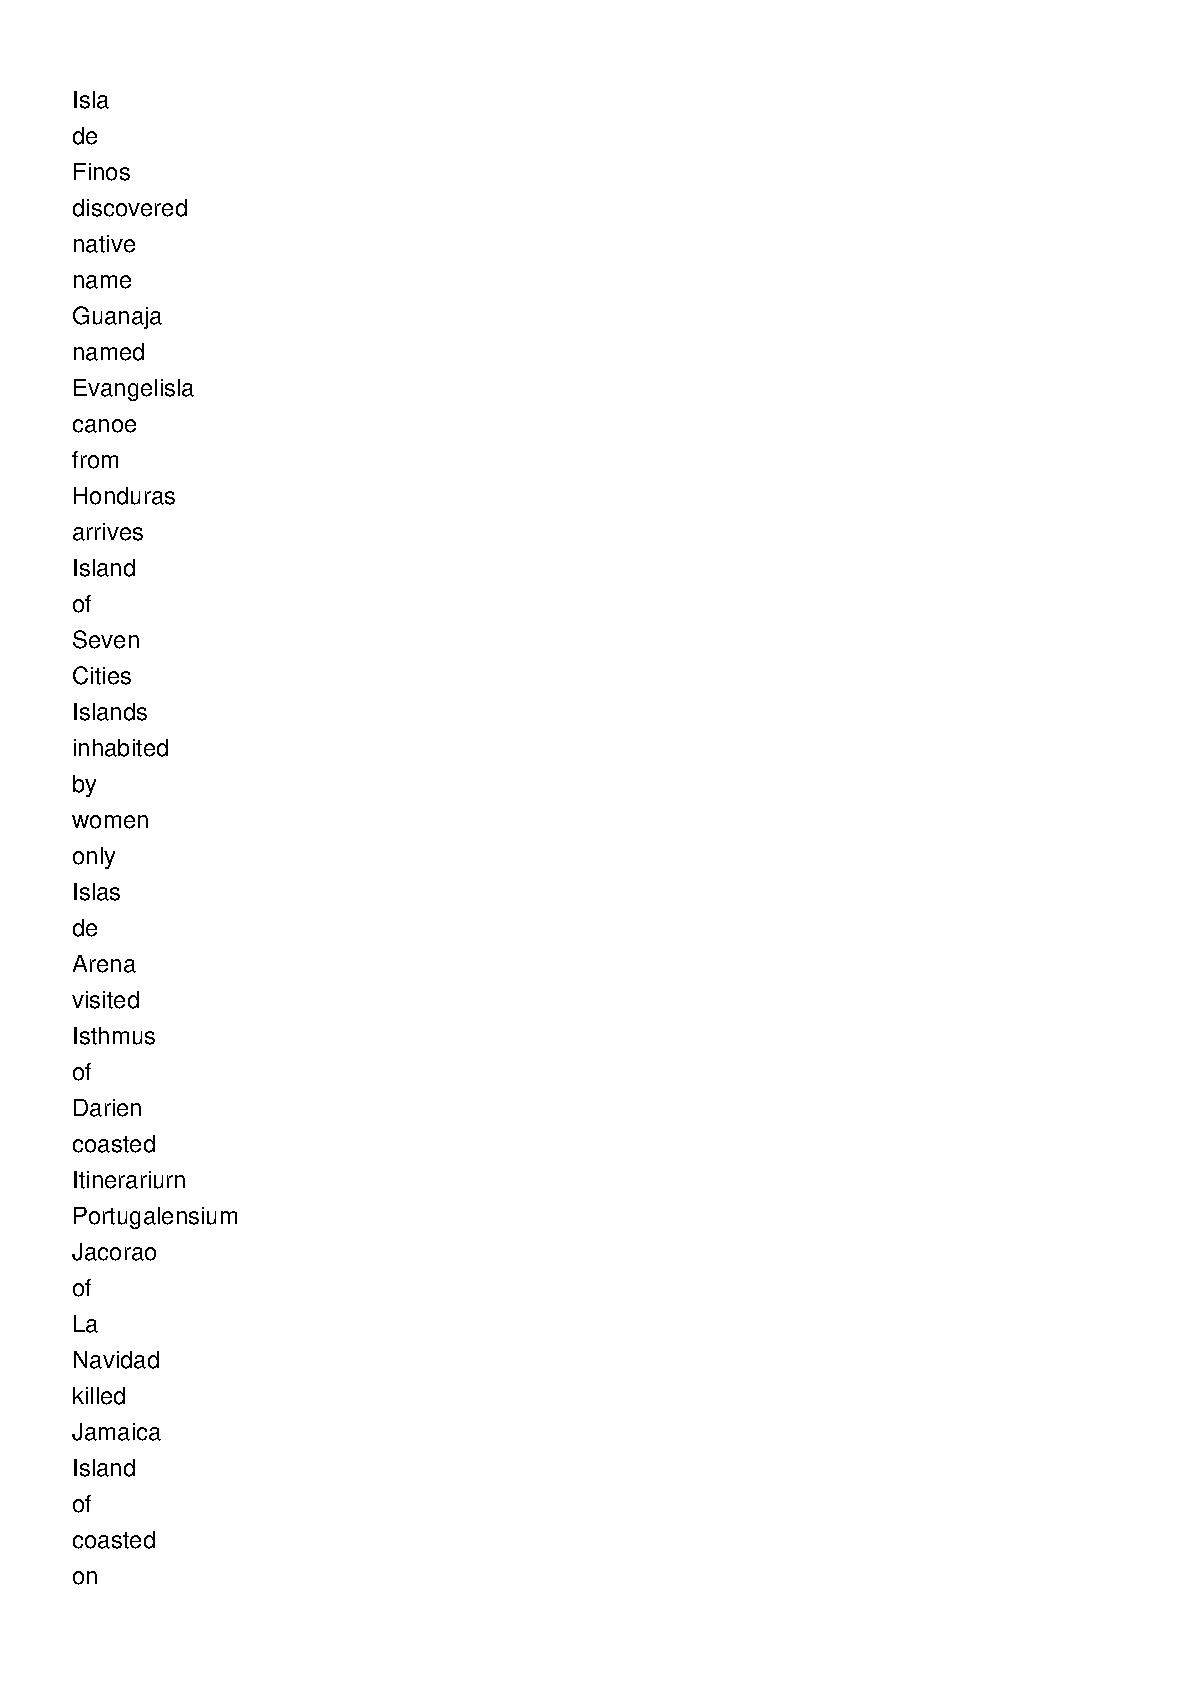 Isla
de
Finos
discovered
native
name
Guanaja
named
Evangelisla
canoe
from
Honduras
arrives
Island
of
Seven
Cities
Islands
inhabited
by
women
only
Islas
de
Arena
visited
Isthmus
of
Darien
coasted
Itinerariurn
Portugalensium
Jacorao
of
La
Navidad
killed
Jamaica
Island
of
coasted
on